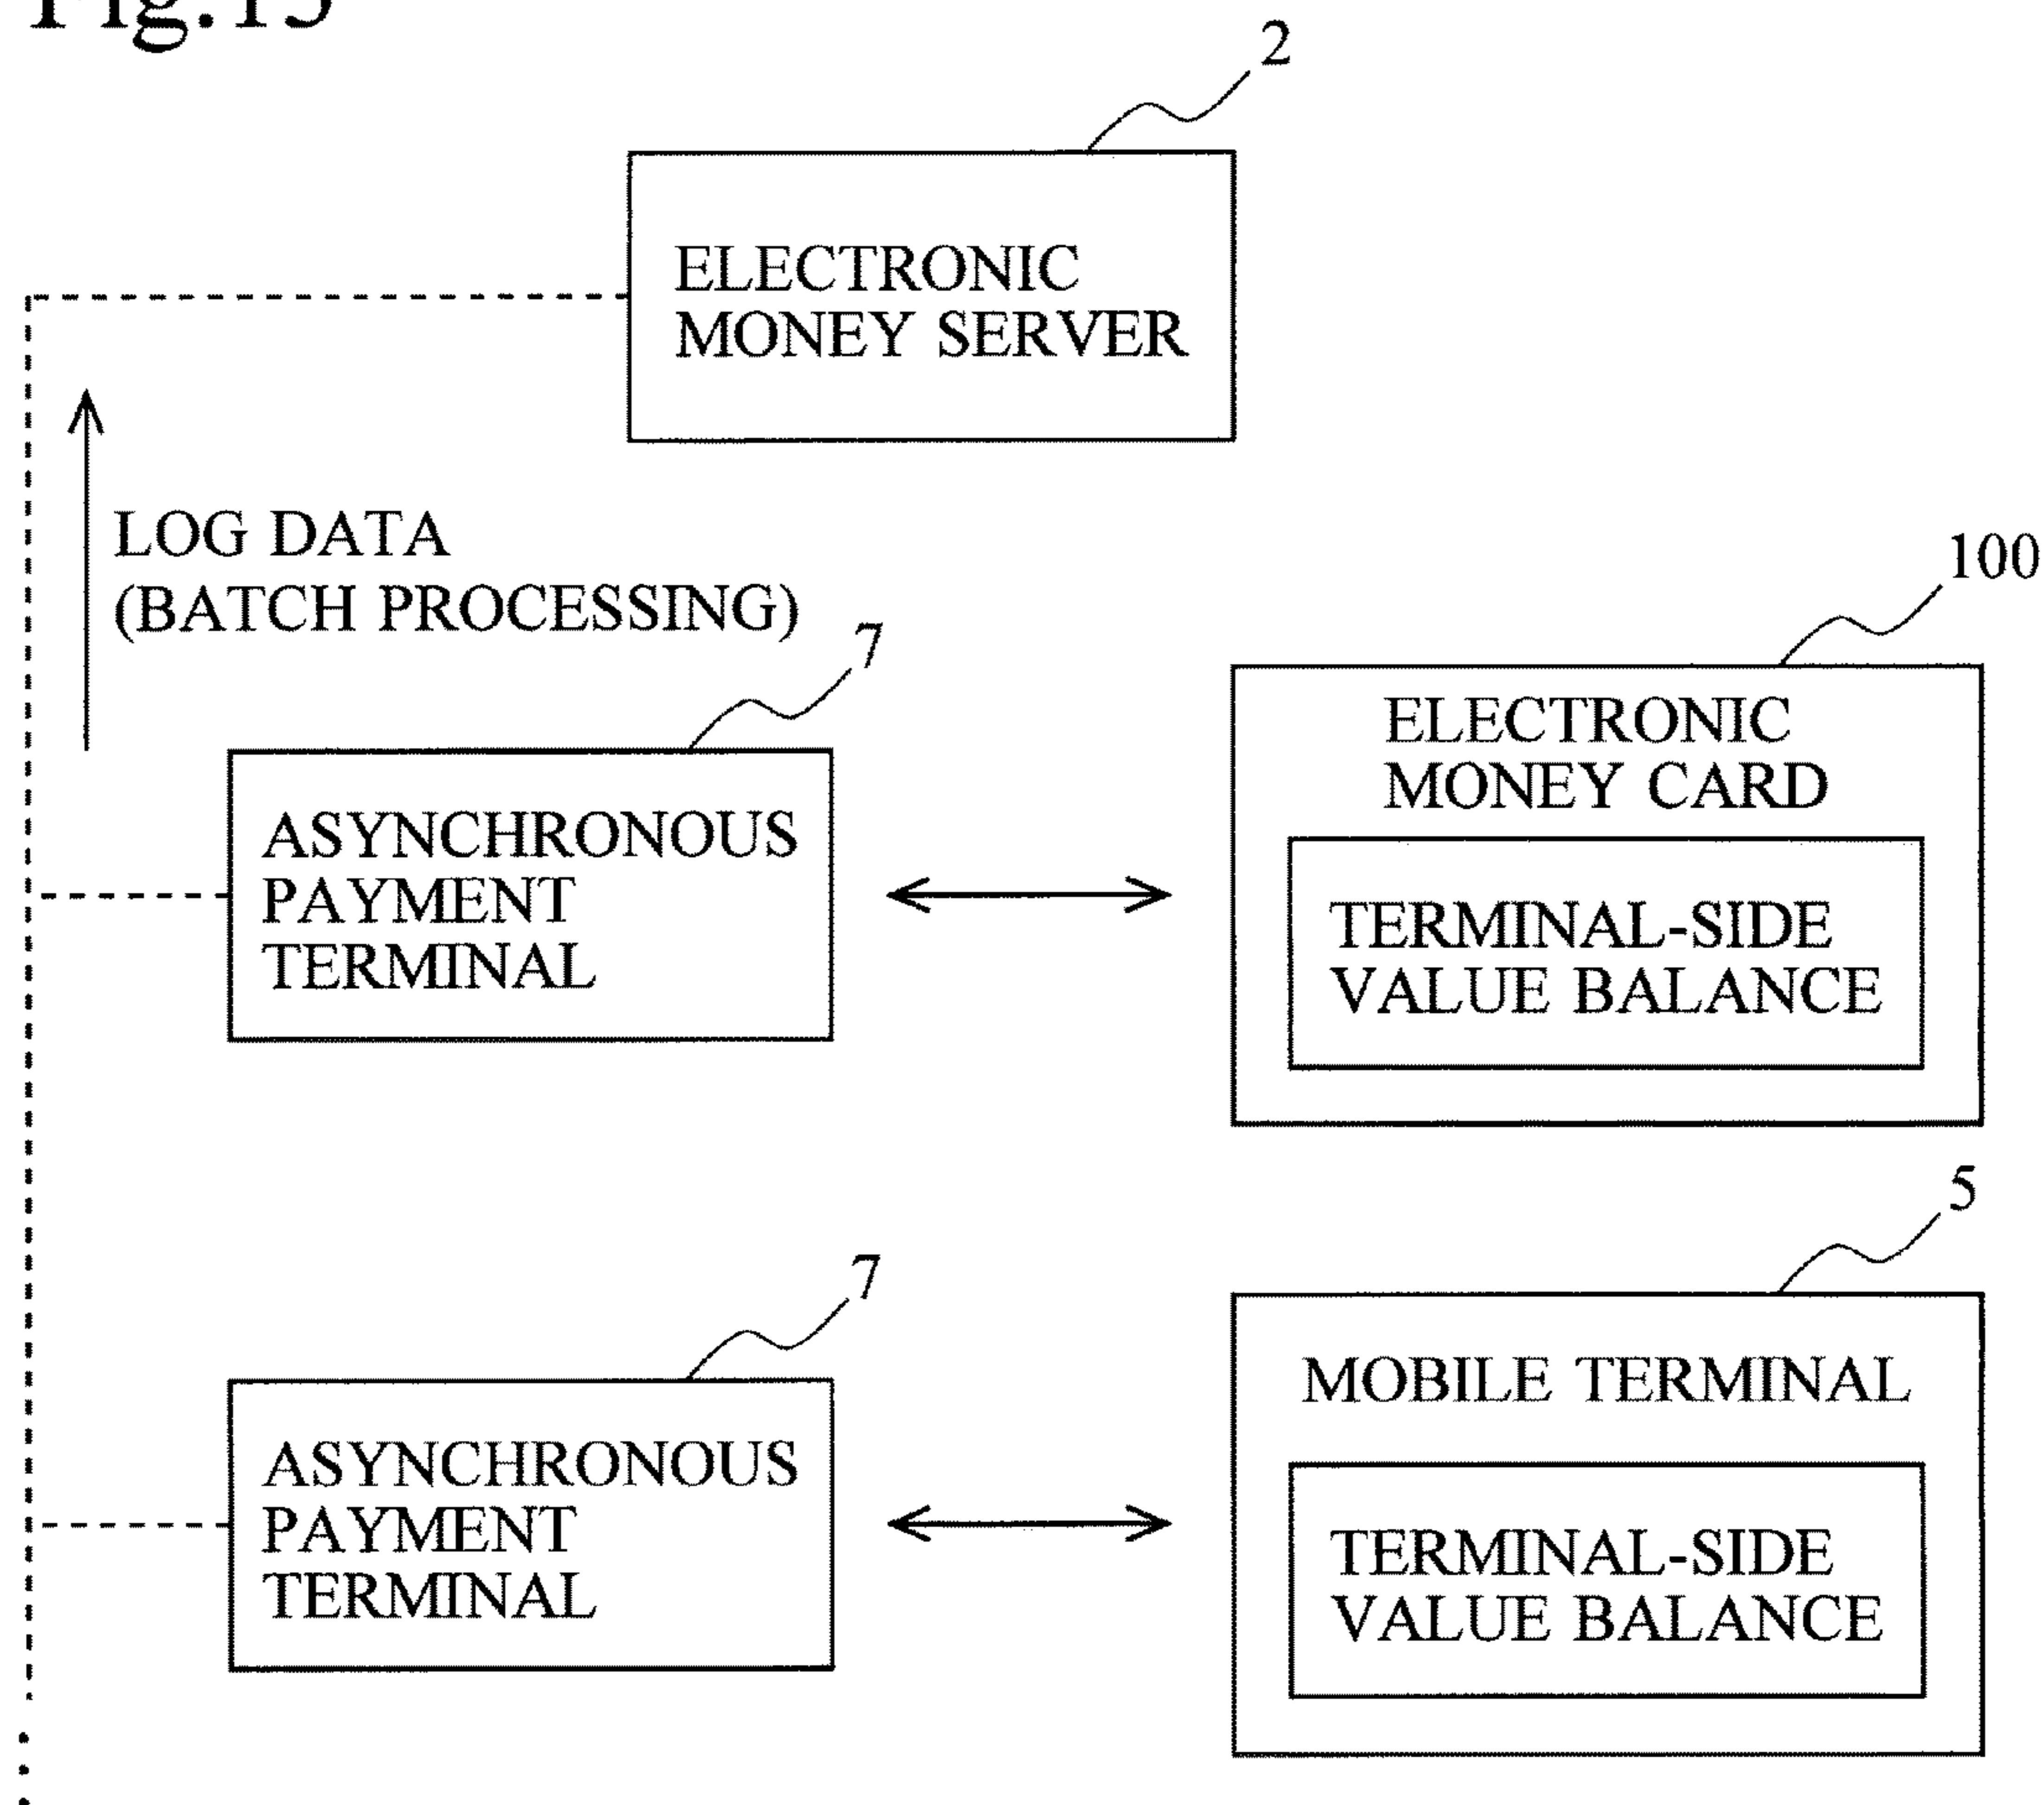 Fig.15
2
ELECTRONIC
MONEY SERVER
LOG DATA
(BATCH PROCESSING)
100
7
ELECTRONIC
MONEY CARD
ASYNCHRONOUS
PAYMENT
TERMINAL
TERMINAL-SIDE
VALUE BALANCE
5
7
MOBILE TERMINAL
ASYNCHRONOUS
PAYMENT
TERMINAL
TERMINAL-SIDE
VALUE BALANCE